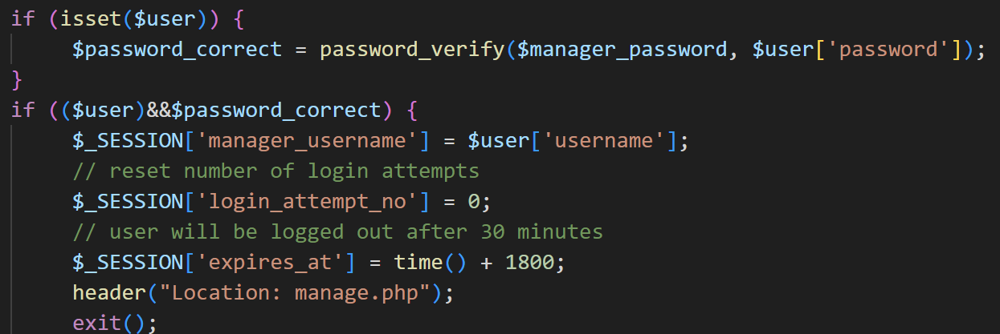 if (isset($user)) {
$password_correct = password_verify($manager_password, $user['password']);
}
if (($user)&&$password_correct) {
$_SESSION['manager_username'] = $user['username'];
// reset number of login attempts
$_SESSION['login_attempt_no'] = 0;
// user will be logged out after 30 minutes
$_SESSION['expires_at'] = time() + 1800;
header("Location: manage.php");
exit();